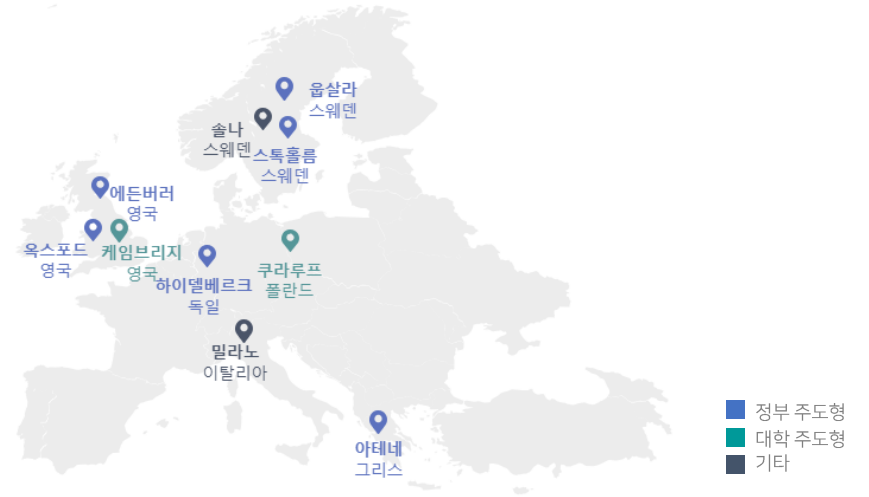 웁살라
스웨덴
솔나
스웨덴
스톡홀름
스웨덴
에든버러
영국
옥스포드
영국
케임브리지
영국
하이델베르크
독일
쿠라루프
폴란드
밀라노
이탈리아
아테네
그리스
정부 주도형
대학 주도형
기타